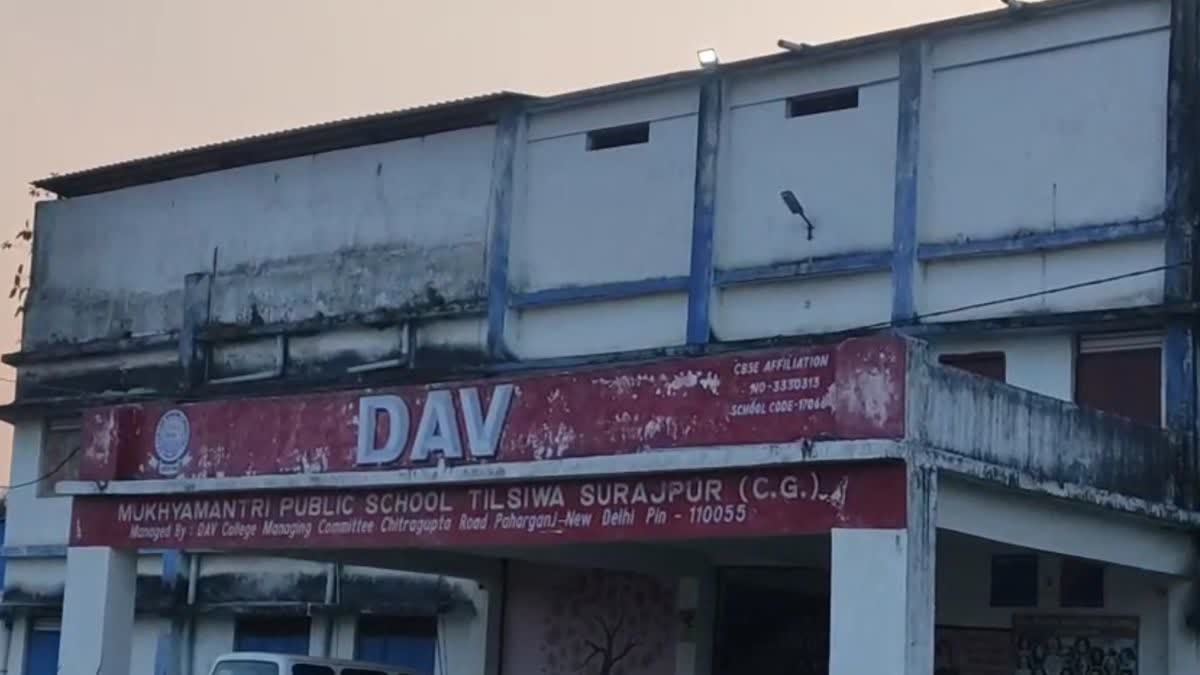 DAV
CBSE AFFILIATION
NO-3330313
SCHOOL CODE-
MUKHYAMANTRI PUBLIC SCHOOL TILSIWA SURAJPUR (C.G.)
Managed By : DAV College Managing Committee Chitragupta Road Paharganj-New Delhi Pin - 110055